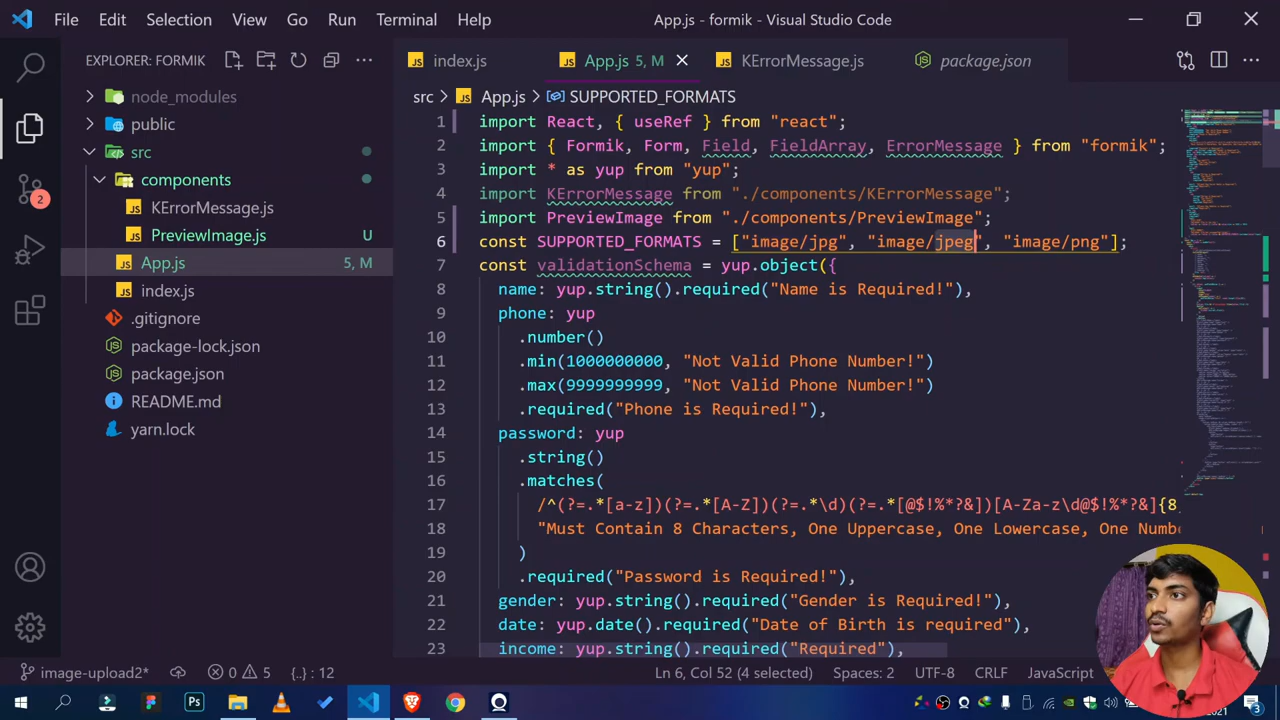 File Edit Selection View Go Run Terminal Help App.js - formik - Visual Studio Code
EXPLORER: FORMIK
index.js App.js 5, M KErrorMessage.js package.json
node_modules
public
src
components
KErrorMessage.js
PreviewImage.js U
App.js 5, M
index.js
.gitignore
package-lock.json
package.json
README.md
yarn.lock
2
src > App.js > SUPPORTED_FORMATS
1 import React, { useRef } from "react";
2 import { Formik, Form, Field, FieldArray, ErrorMessage } from "formik";
3 import * as yup from "yup";
4 import KErrorMessage from "./components/KErrorMessage";
5 import PreviewImage from "./components/PreviewImage";
6 const SUPPORTED_FORMATS = ["image/jpg", "image/jpng", "image/png"];
7 const valiationSchema = yup.object({
8 name: yup.string().required("Name is Required!"),
9 phone: yup
10 .number()
11 .min(1000000000, "Not Valid Phone Number!")
12 .max(9999999999, "Not Valid Phone Number!")
13 .required("Phone is Required!"),
14 password: yup
15 .string()
16 .matches(
17 /^(?=.*[a-z])(?=.*[A-Z])(?=.*\d)(?=.*[@$!%*?&])[A-Za-z\d@$!%*?&]{8,
18 "Must Contain 8 Characters, One Uppercase, One Lowercase, One Numbe
19 )
20 .required("Password is Required!"),
21 gender: yup.string().required("Gender is Required!"),
22 date: yup.date().required("Date of Birth is required"),
23 income: yup.string().required("Required"),
image-upload2* 0 5 : 12 Ln 6, Col 52 (4 selected) Spaces: 2 UTF-8 CRLF JavaScript
2021
3